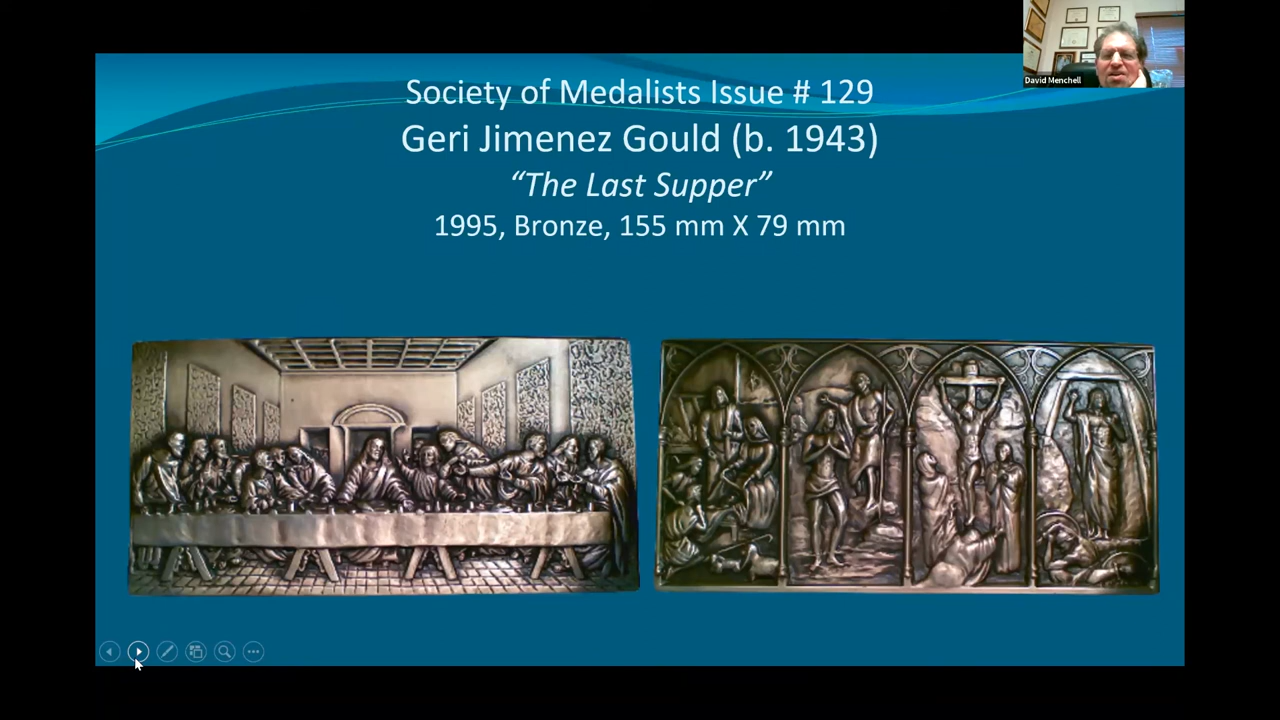 David Menchell
Society of Medalists Issue # 129
Geri Jimenez Gould (b. 1943)
“The Last Supper”
1995, Bronze, 155 mm X 79 mm